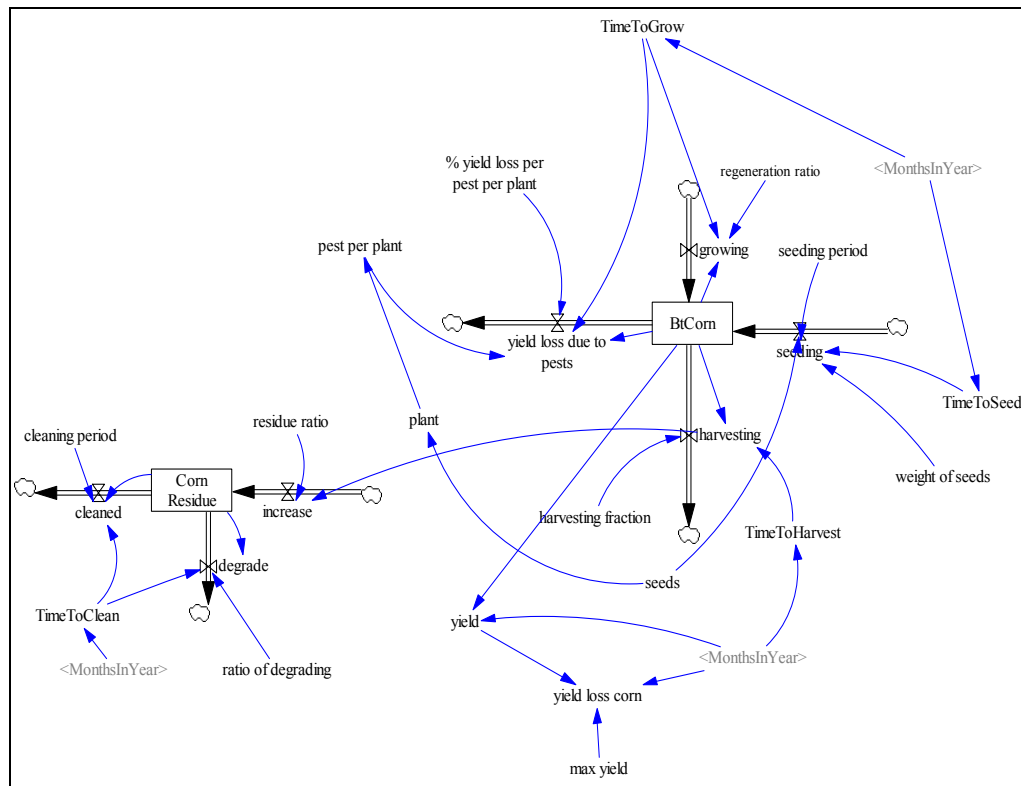 TimeToGrow
% yield loss per
pest per plant
<MonthsInYear>
regeneration ratio
pest per plant
growing
seeding period
BtCorn
yield loss due to
pests
seeding
TimeToSeed
plant
residue ratio
cleaning period
harvesting
Corn
Residue
weight of seeds
cleaned
increase
harvesting fraction
TimeToHarvest
degrade
seeds
TimeToClean
yield
<MonthsInYear>
ratio of degrading
<MonthsInYear>
yield loss corn
max yield